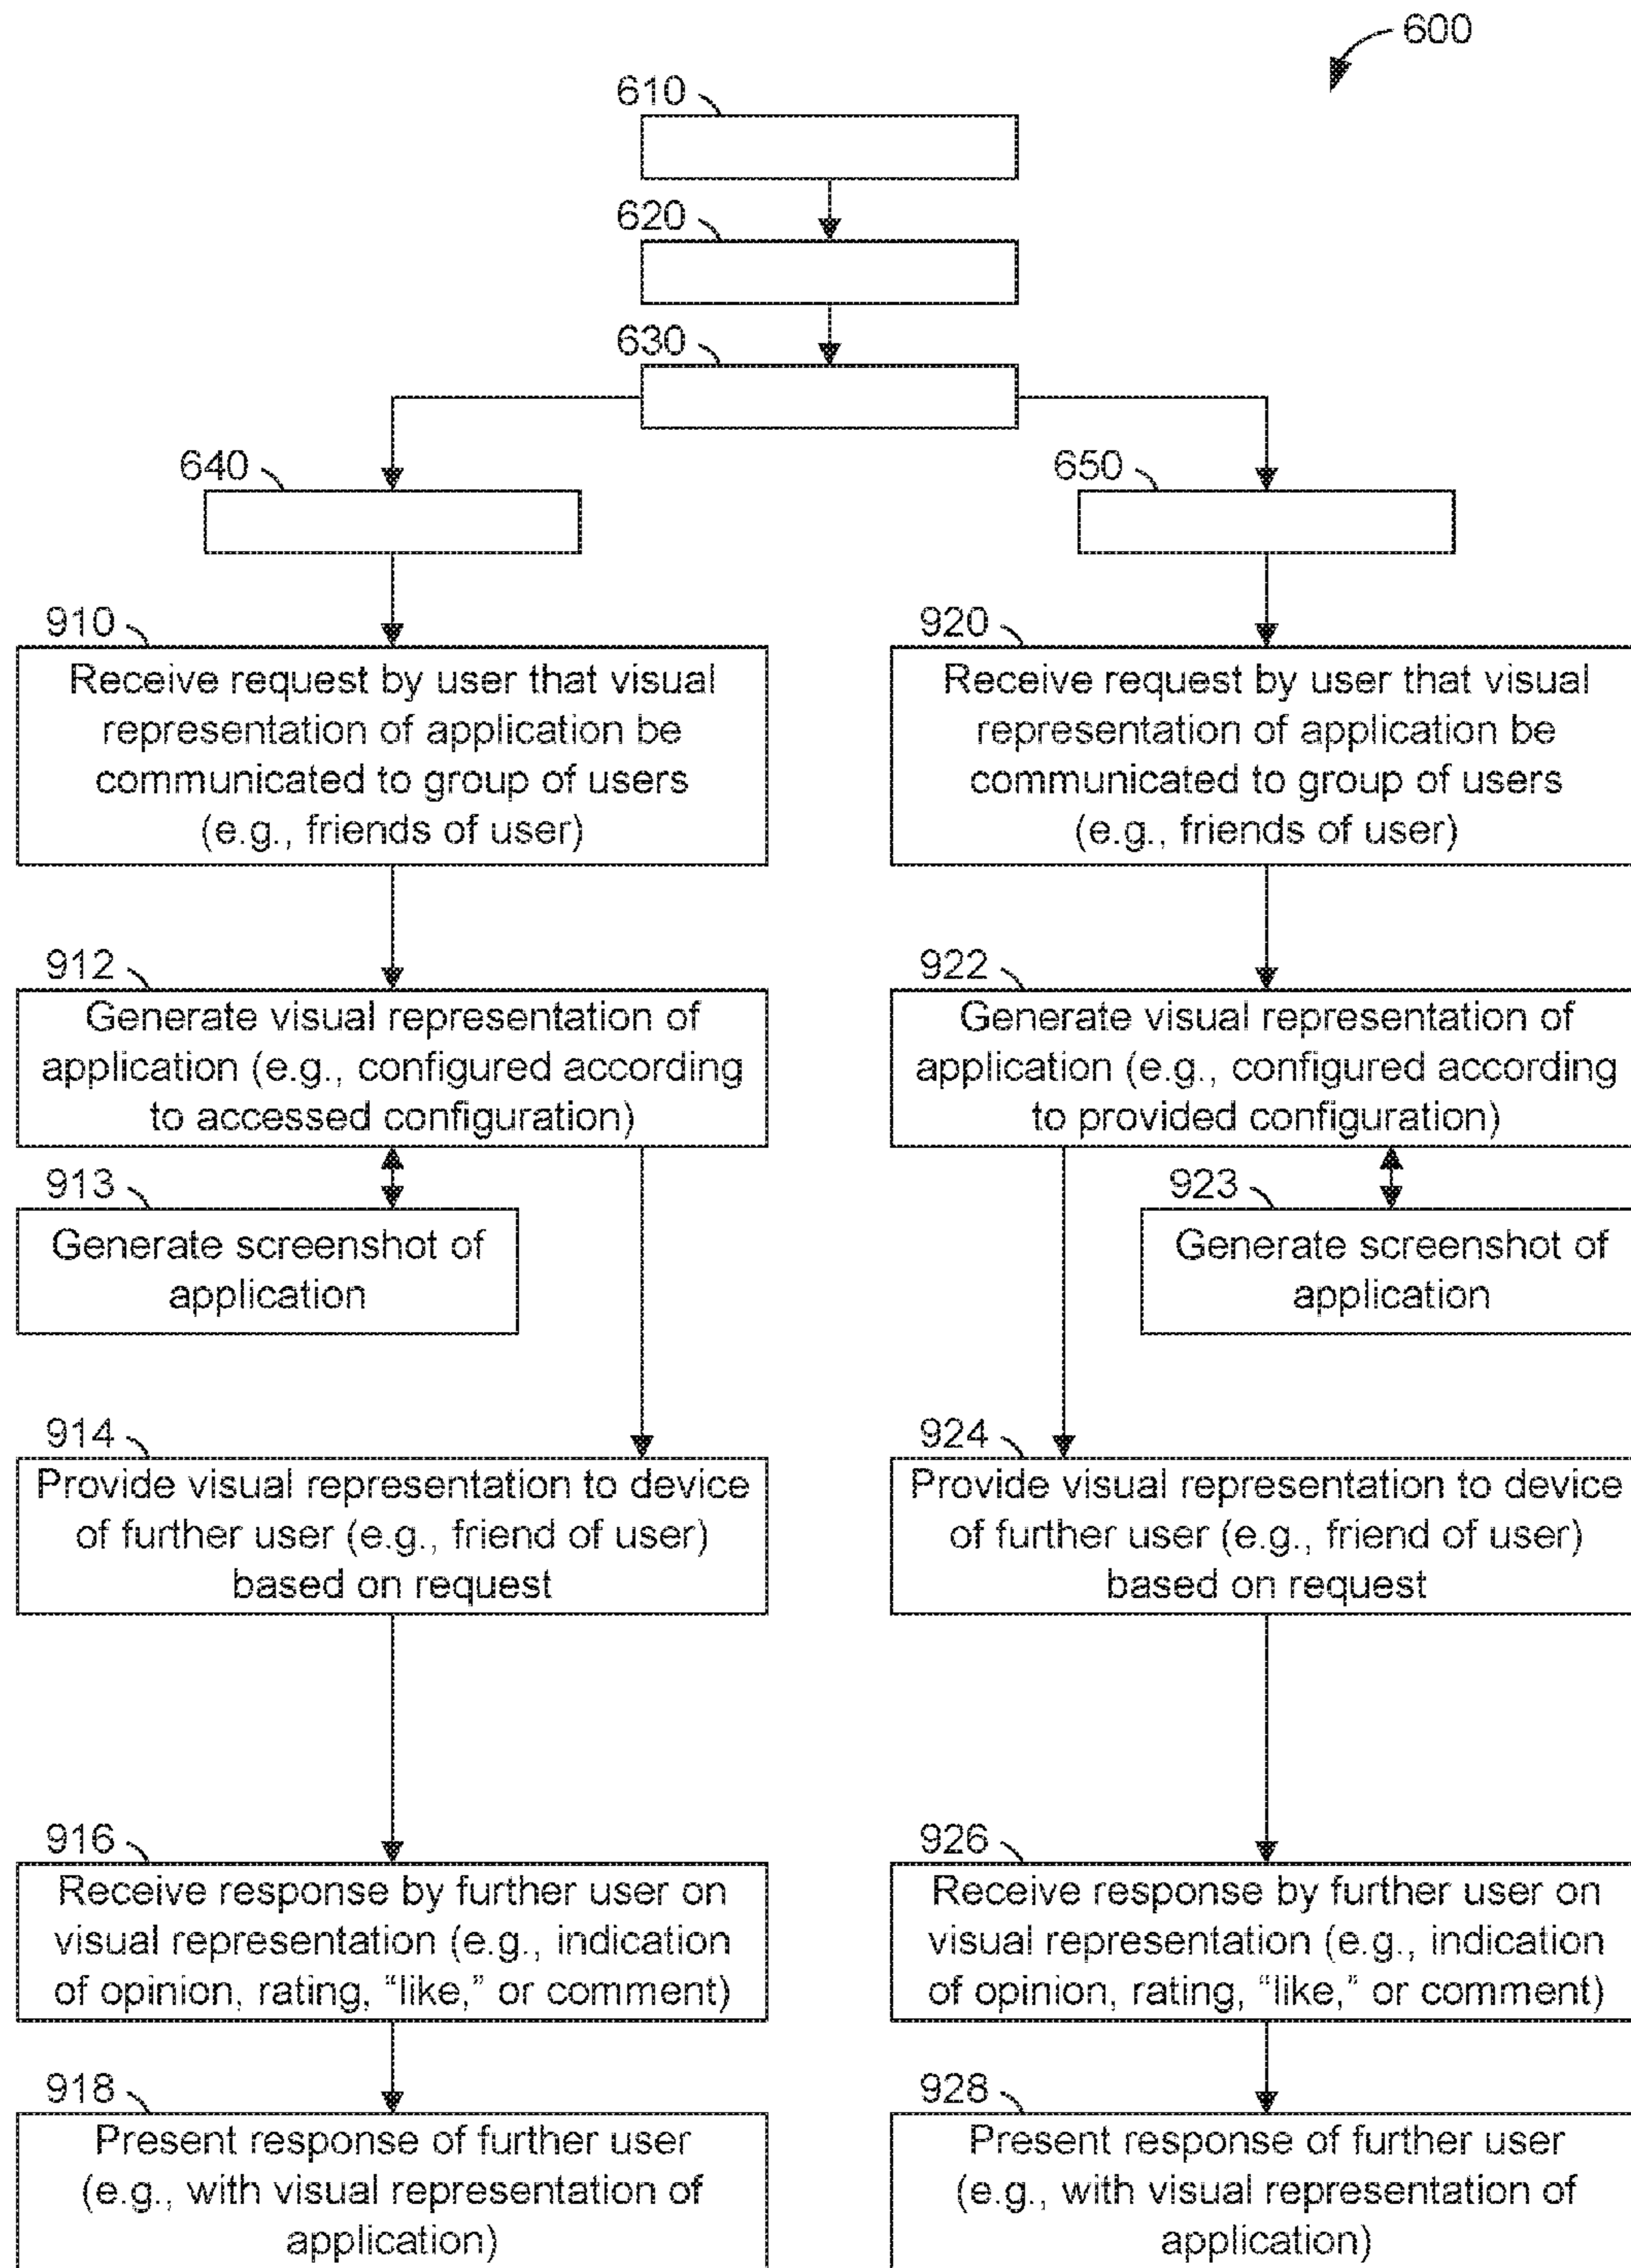 600
610
620
630
640
650
910
Receive request by user that visual
representation of application be
communicated to group of users
(e.g., friends of user)
920
Receive request by user that visual
representation of application be
communicated to group of users
(e.g., friends of user)
912
Generate visual representation of
application (e.g., configured according
to accessed configuration)
922
Generate visual representation of
application (e.g., configured according
to provided configuration)
913
Generate screenshot of
application
923
Generate screenshot of
application
914
Provide visual representation to device
of further user (e.g., friend of user)
based on request
924
Provide visual representation to device
of further user (e.g., friend of user)
based on request
916
Receive response by further user on
visual representation (e.g., indication
of opinion, rating, “like,” or comment)
926
Receive response by further user on
visual representation (e.g., indication
of opinion, rating, “like,” or comment)
918
Present response of further user
(e.g., with visual representation of
application)
928
Present response of further user
(e.g., with visual representation of
application)